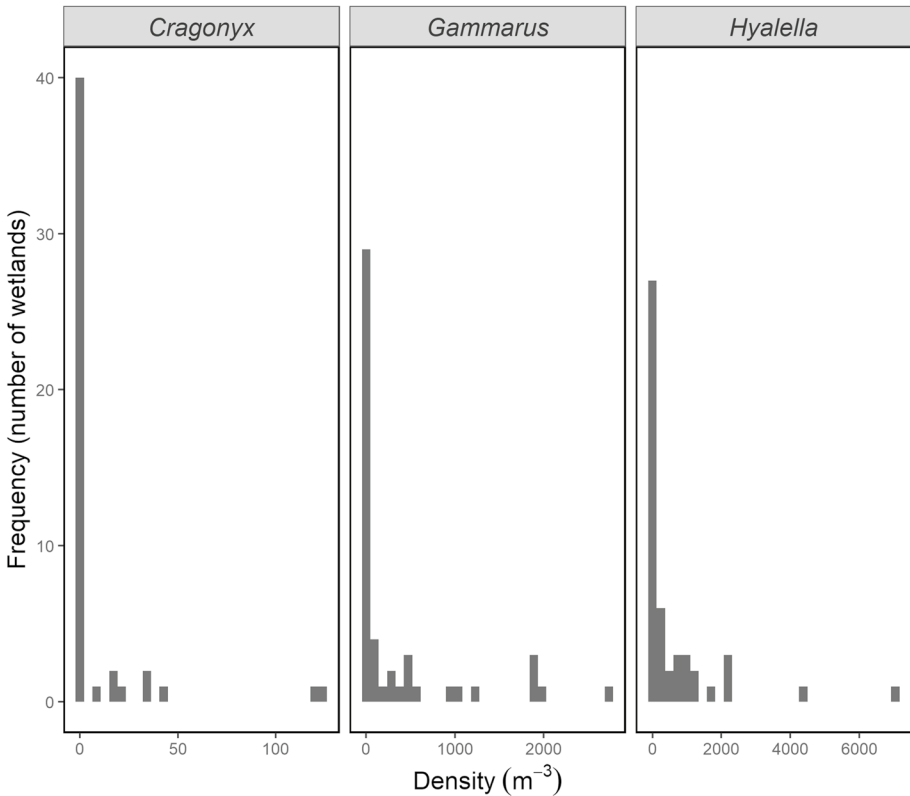 Cragonyx Gammarus Hyalella
Frequency (number of wetlands)
40
30
20
10
0
0 50 100 0 1000 2000 0 2000 4000 6000
Density (m⁻³)